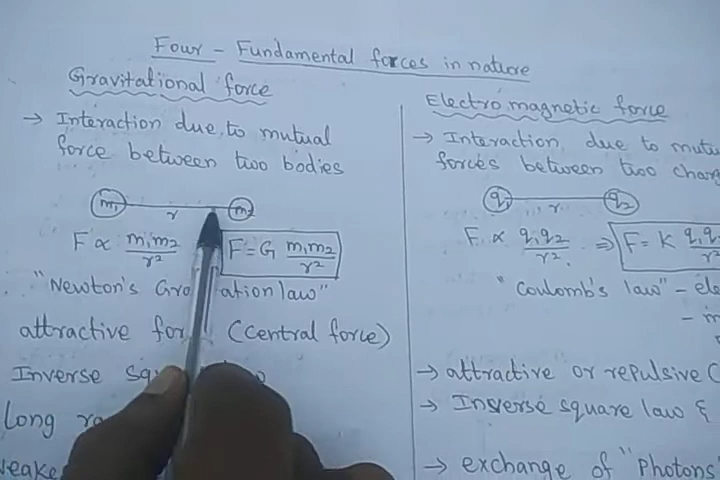 Four - Fundamental forces in nature
Gravitational force
→ Interaction due to mutual
force between two bodies
m₁ r m₂
F ∝ m₁m₂/r² F = G m₁m₂/r²
"Newton's law"
attractive (Central force)
Inverse
Long
Electromagnetic force
→ Interaction due to
forces between two
q₁ r q₂
F ∝ q₁q₂/r² ⇒ F = K
"Coulomb's law" -
→ attractive or repulsive
→ Inverse square law &
→ exchange of "Photons"